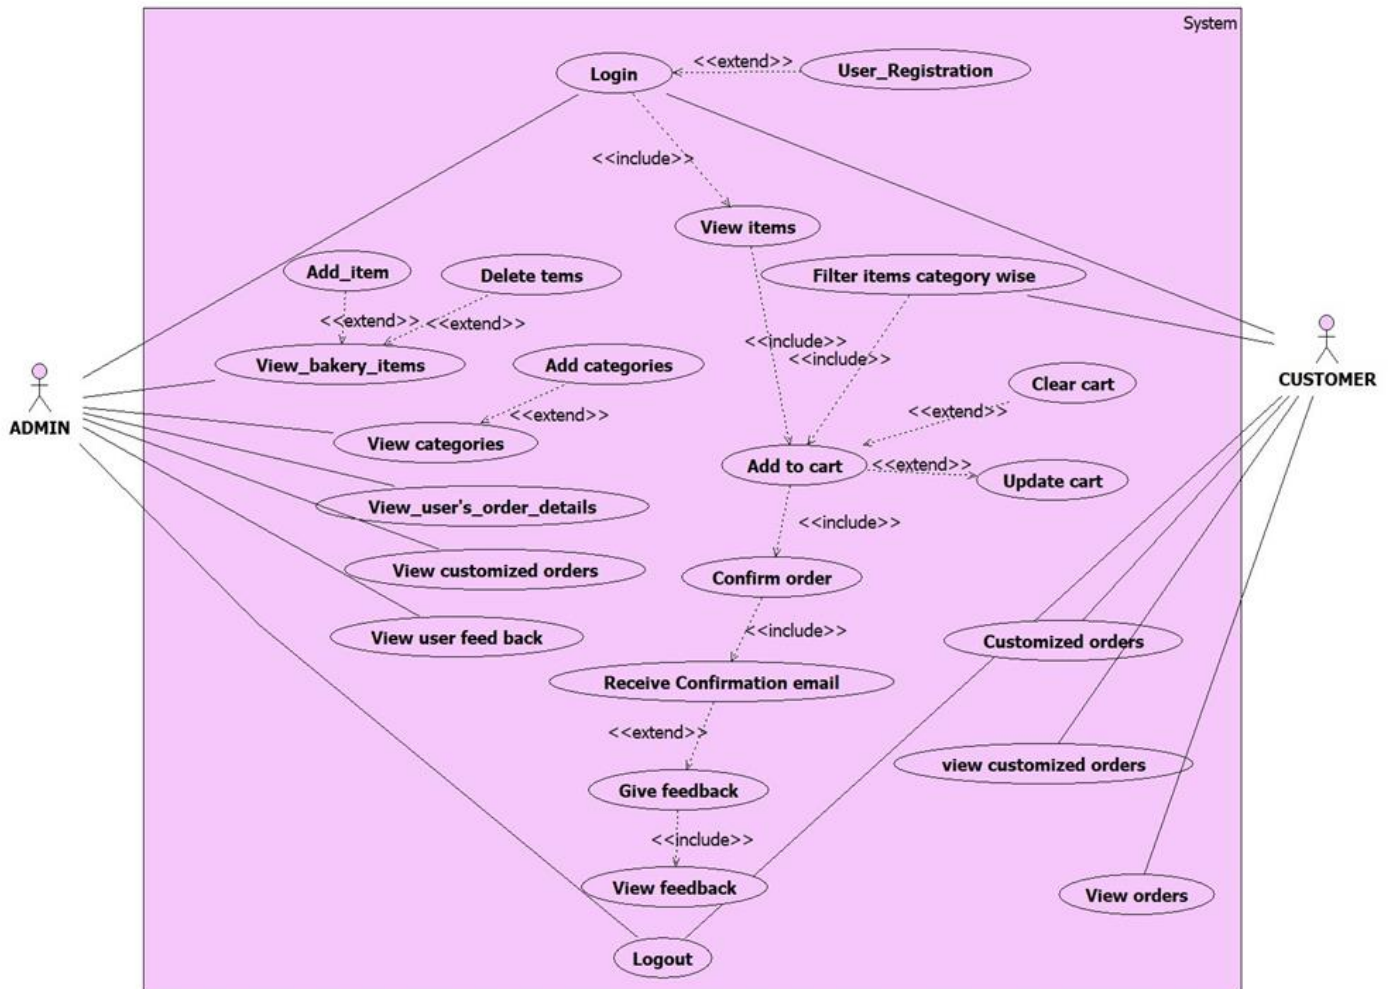 System
Login
<<extend>>
User_Registration
<<include>>
View items
Add_item
Delete tems
Filter items category wise
<<extend>>
<<extend>>
<<include>>
<<include>>
View_bakery_items
Add categories
Clear cart
CUSTOMER
ADMIN
<<extend>>
<<extend>>
View categories
Add to cart
<<extend>>
Update cart
View_user's_order_details
<<include>>
View customized orders
Confirm order
View user feed back
<<include>>
Customized orders
Receive Confirmation email
<<extend>>
view customized orders
Give feedback
<<include>>
View feedback
View orders
Logout